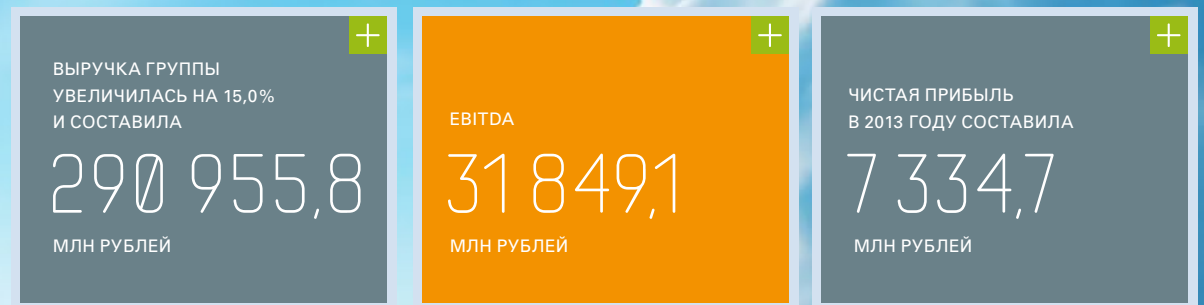 ВЫРУЧКА ГРУППЫ
УВЕЛИЧИЛАСЬ НА 15,0%
И СОСТАВИЛА
290 955,8
МЛН РУБЛЕЙ
EBITDA
31 849,1
МЛН РУБЛЕЙ
ЧИСТАЯ ПРИБЫЛЬ
В 2013 ГОДУ СОСТАВИЛА
7 334,7
МЛН РУБЛЕЙ